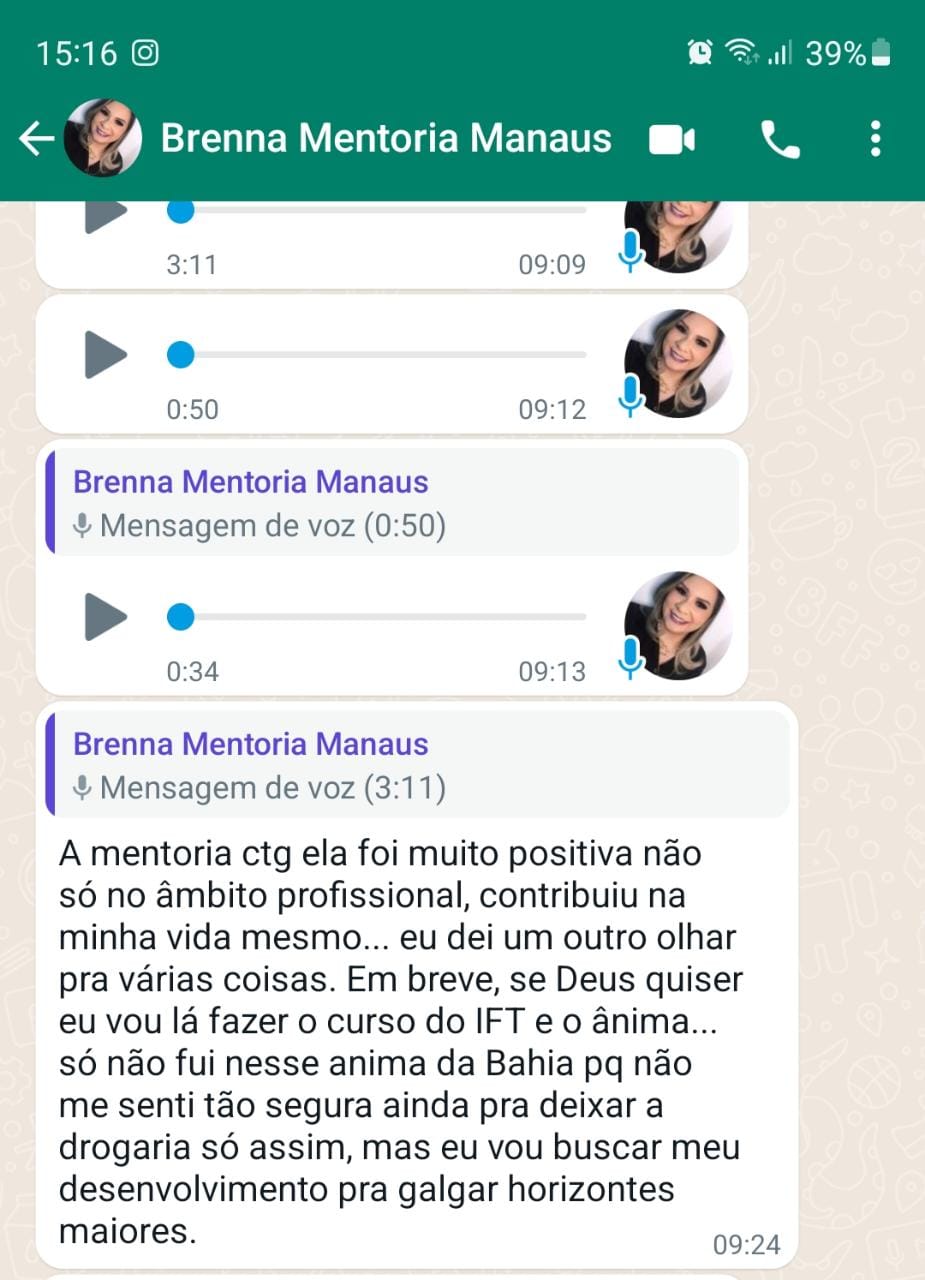 15:16 39%
Brenna Mentoria Manaus
3:11 09:09
0:50 09:12
Brenna Mentoria Manaus
Mensagem de voz (0:50)
0:34 09:13
Brenna Mentoria Manaus
Mensagem de voz (3:11)
A mentoria ctg ela foi muito positiva não
só no âmbito profissional, contribuiu na
minha vida mesmo... eu dei um outro olhar
pra várias coisas. Em breve, se Deus quiser
eu vou lá fazer o curso do IFT e o ânima...
só não fui nesse anima da Bahia pq não
me senti tão segura ainda pra deixar a
drogaria só assim, mas eu vou buscar meu
desenvolvimento pra galgar horizontes
maiores.
09:24